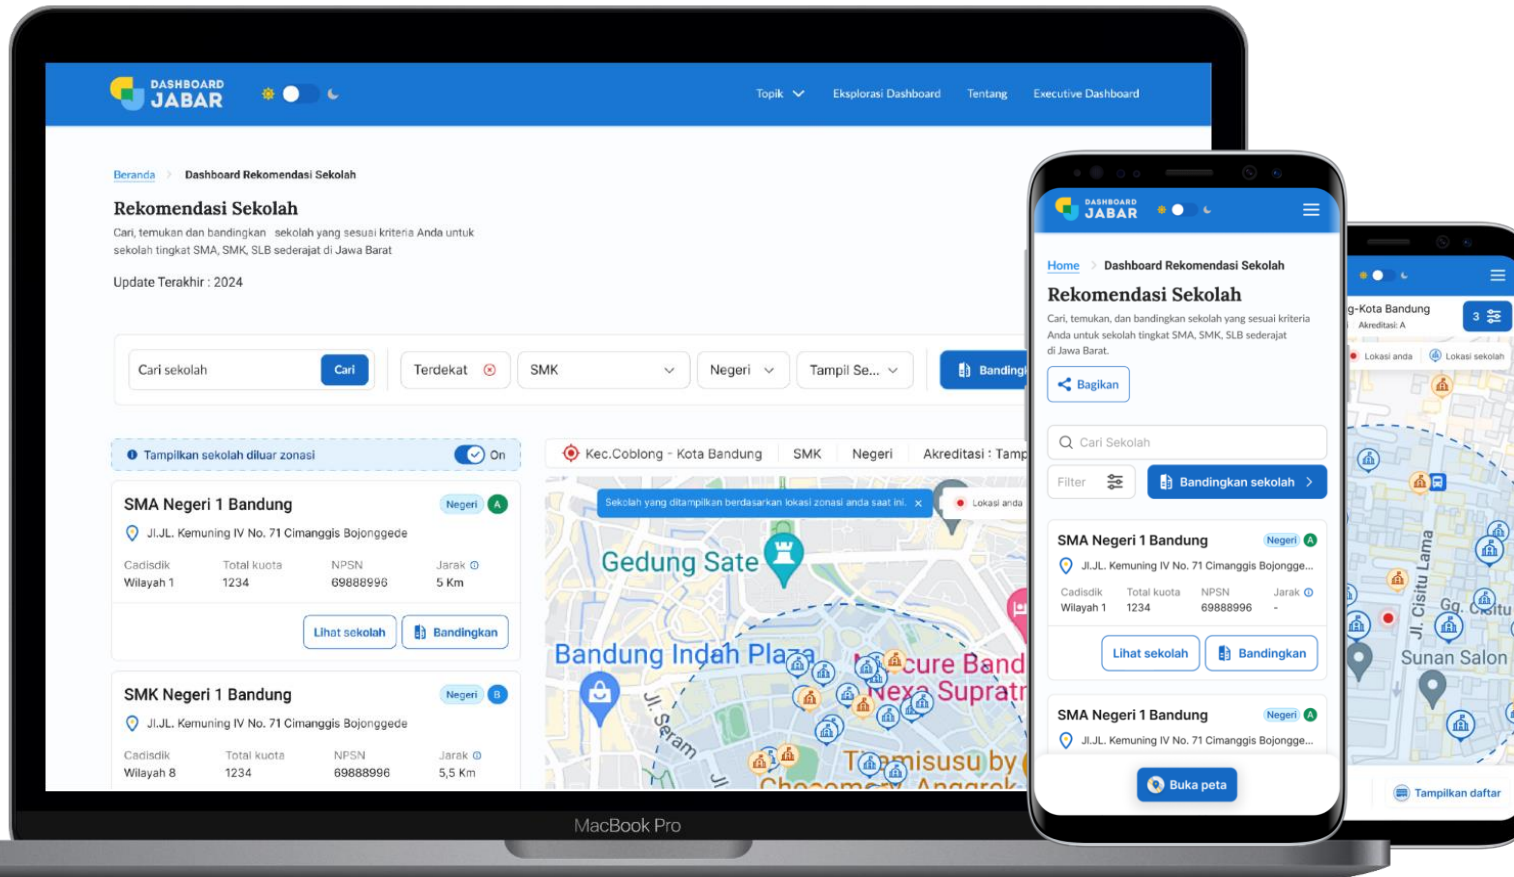 DASHBOARD
JABAR
Topik
Eksplorasi Dashboard
Tentang
Executive Dashboard
Beranda > Dashboard Rekomendasi Sekolah
Rekomendasi Sekolah
Cari, temukan dan bandingkan sekolah yang sesuai kriteria Anda untuk
sekolah tingkat SMA, SMK, SLB sederajat di Jawa Barat
Update Terakhir : 2024
Cari sekolah
Cari
Terdekat
SMK
Negeri
Tampil Se...
Tampilkan sekolah diluar zonasi
On
SMA Negeri 1 Bandung
Negeri
A
Jl.JL. Kemuning IV No. 71 Cimanggis Bojonggede
Cadisdik Total kuota NPSN Jarak
Wilayah 1 1234 69888996 5 Km
Lihat sekolah
Bandingkan
SMK Negeri 1 Bandung
Negeri
B
Jl.JL. Kemuning IV No. 71 Cimanggis Bojonggede
Cadisdik Total kuota NPSN Jarak
Wilayah 8 1234 69888996 5,5 Km
Kec.Coblong - Kota Bandung
SMK
Negeri
Akreditasi : Tamp
Sekolah yang ditampilkan berdasarkan lokasi zonasi anda saat ini.
Lokasi anda
Gedung Sate
Bandung Indah Plaza
Jl. Seram
MacBook Pro
DASHBOARD
JABAR
Home > Dashboard Rekomendasi Sekolah
Rekomendasi Sekolah
Cari, temukan, dan bandingkan sekolah yang sesuai kriteria
Anda untuk sekolah tingkat SMA, SMK, SLB sederajat
di Jawa Barat.
Bagikan
Cari Sekolah
Filter
Bandingkan sekolah
SMA Negeri 1 Bandung
Negeri
A
Jl.JL. Kemuning IV No. 71 Cimanggis Bojongge...
Cadisdik Total kuota NPSN Jarak
Wilayah 1 1234 69888996 -
Lihat sekolah
Bandingkan
SMA Negeri 1 Bandung
Negeri
A
Jl.JL. Kemuning IV No. 71 Cimanggis Bojongge...
Buka peta
g-Kota Bandung
Akreditasi: A
3
Lokasi anda
Lokasi sekolah
Jl. Cisitu Lama
Sunan Salon
Tampilkan daftar